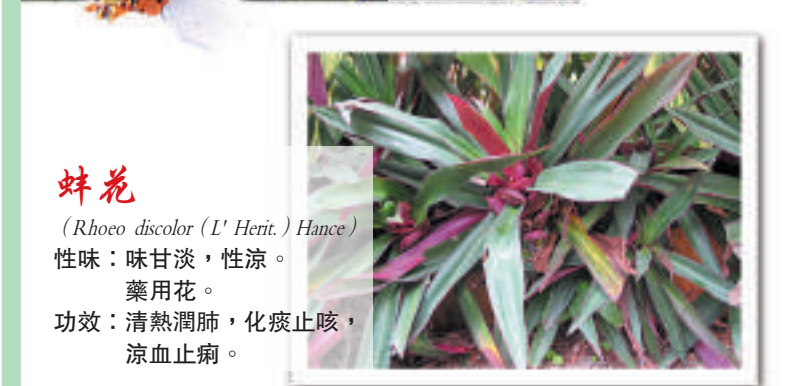 蚌花
（Rhoeo discolor（L' Herit.）Hance）
性味：味甘淡，性涼。
藥用花。
功效：清熱潤肺，化痰止咳，
涼血止痢。